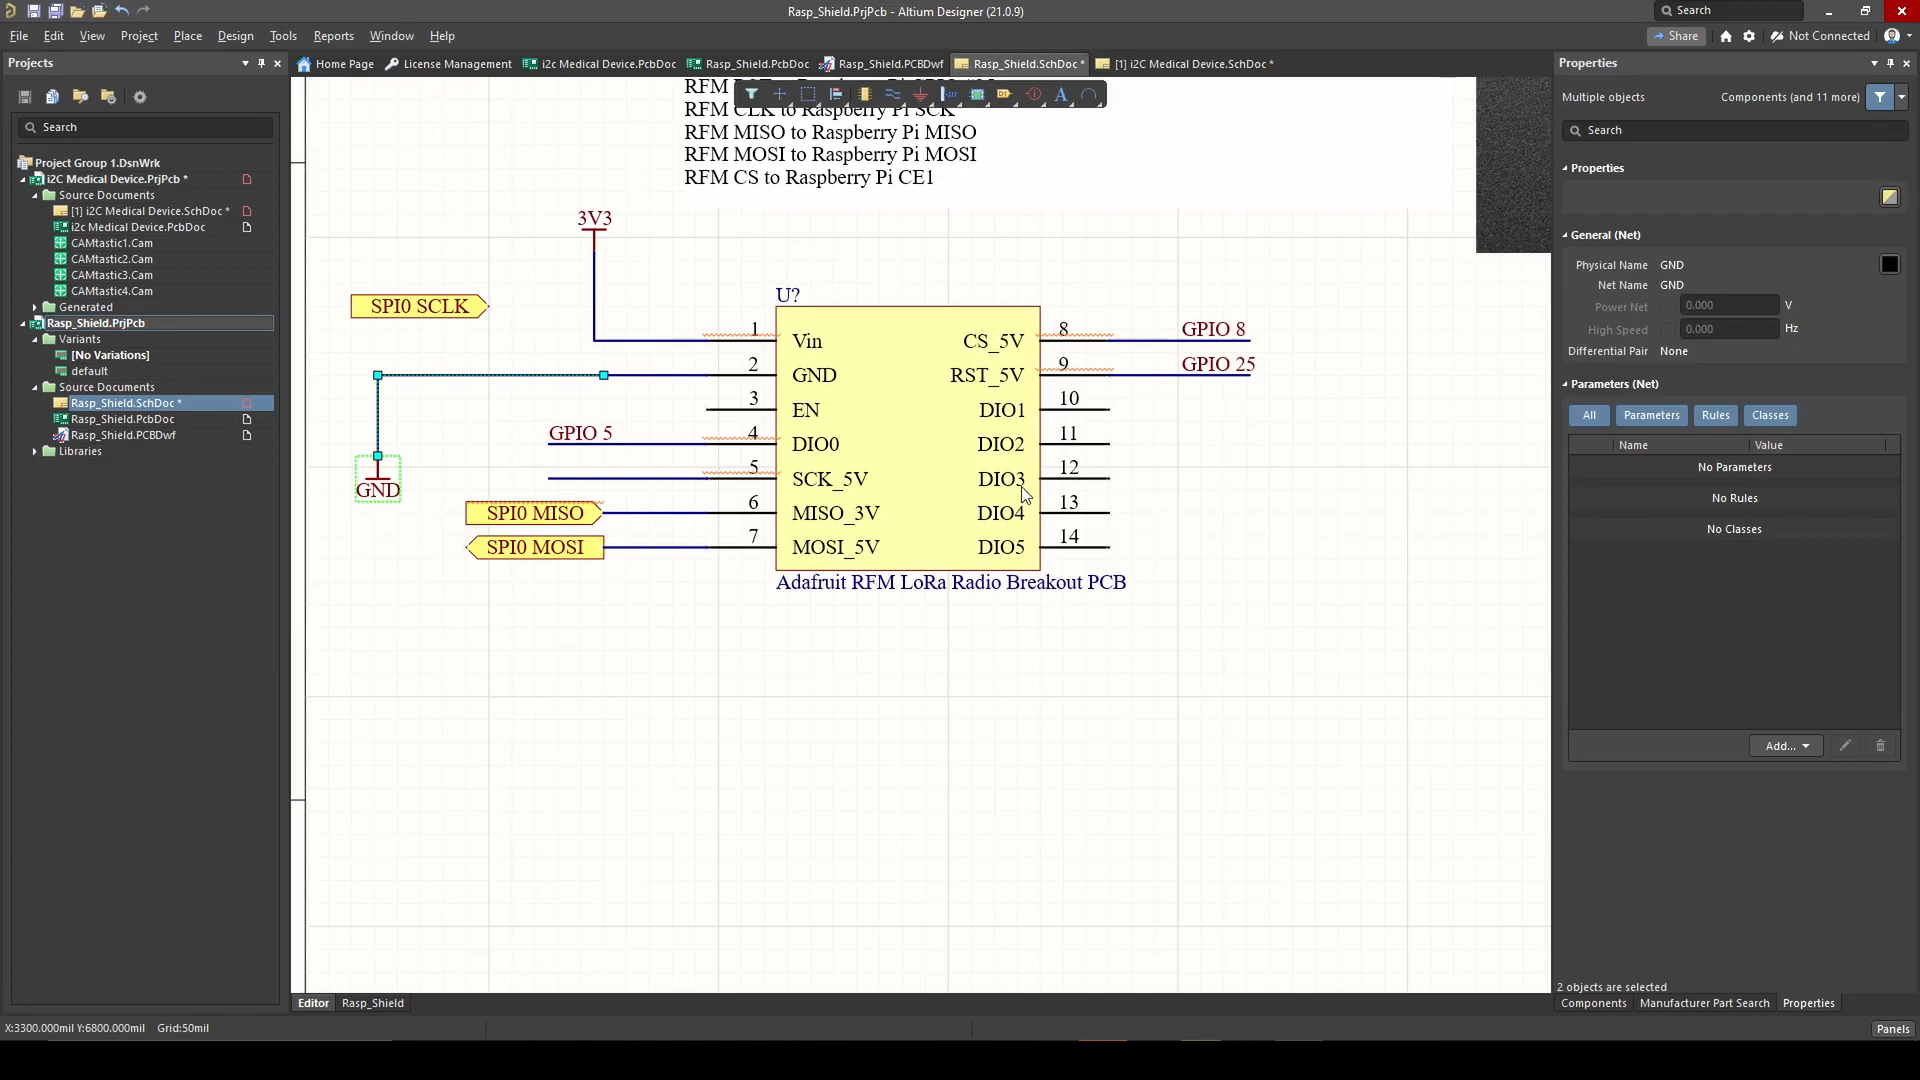 Rasp_Shield.PrjPcb - Altium Designer (21.0.9)
Search
File Edit View Project Place Design Tools Reports Window Help
Share Not Connected
Projects
Home Page License Management i2c Medical Device.PcbDoc Rasp_Shield.PcbDoc Rasp_Shield.PCBDwf Rasp_Shield.SchDoc * [1] i2C Medical Device.SchDoc *
Properties
Search
Project Group 1.DsnWrk
i2C Medical Device.PrjPcb *
Source Documents
[1] i2C Medical Device.SchDoc *
i2c Medical Device.PcbDoc
CAMtastic1.Cam
CAMtastic2.Cam
CAMtastic3.Cam
CAMtastic4.Cam
Generated
Rasp_Shield.PrjPcb
Variants
[No Variations]
default
Source Documents
Rasp_Shield.SchDoc *
Rasp_Shield.PcbDoc
Rasp_Shield.PCBDwf
Libraries
RFM
RFM CLK to Raspberry Pi SCK
RFM MISO to Raspberry Pi MISO
RFM MOSI to Raspberry Pi MOSI
RFM CS to Raspberry Pi CE1
3V3
SPI0 SCLK
U?
1 Vin CS_5V 8 GPIO 8
2 GND RST_5V 9 GPIO 25
3 EN DIO1 10
GPIO 5 4 DIO0 DIO2 11
5 SCK_5V DIO3 12
GND
SPI0 MISO 6 MISO_3V DIO4 13
SPI0 MOSI 7 MOSI_5V DIO5 14
Adafruit RFM LoRa Radio Breakout PCB
Editor Rasp_Shield
Multiple objects Components (and 11 more)
Search
Properties
General (Net)
Physical Name GND
Net Name GND
Power Net 0.000 V
High Speed 0.000 Hz
Differential Pair None
Parameters (Net)
All Parameters Rules Classes
Name Value
No Parameters
No Rules
No Classes
Add...
2 objects are selected
Components Manufacturer Part Search Properties
X:3300.000mil Y:6800.000mil Grid:50mil
Panels